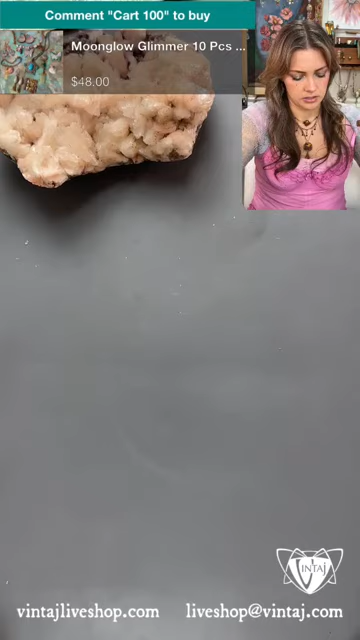 Comment "Cart 100" to buy
Moonglow Glimmer 10 Pcs ...
$48.00
VINTAJ
vintajliveshop.com liveshop@vintaj.com